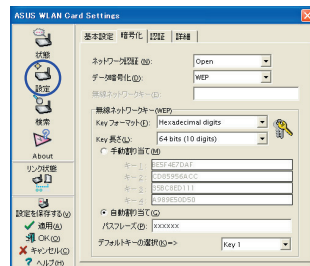 ASUS WLAN Card Settings
状態
設定
検索
About
リンク状態
設定を保存する(V)
適用(A)
OK(O)
キャンセル(C)
ヘルプ(H)
基本設定 暗号化 認証 詳細
ネットワーク認証 (N): Open
データ暗号化(D): WEP
無線ネットワークキー(P):
無線ネットワークキー(WEP)
Key フォーマット(F): Hexadecimal digits
Key 長さ(L): 64 bits (10 digits)
手動割り当て(M)
キー 1: 8E5F4E7DAF
キー 2: CD85956ACC
キー 3: 35BC8ED111
キー 4: A989E50D50
自動割り当て(G)
パスフレーズ(P): xxxxxx
デフォルトキーの選択(K)=> Key 1